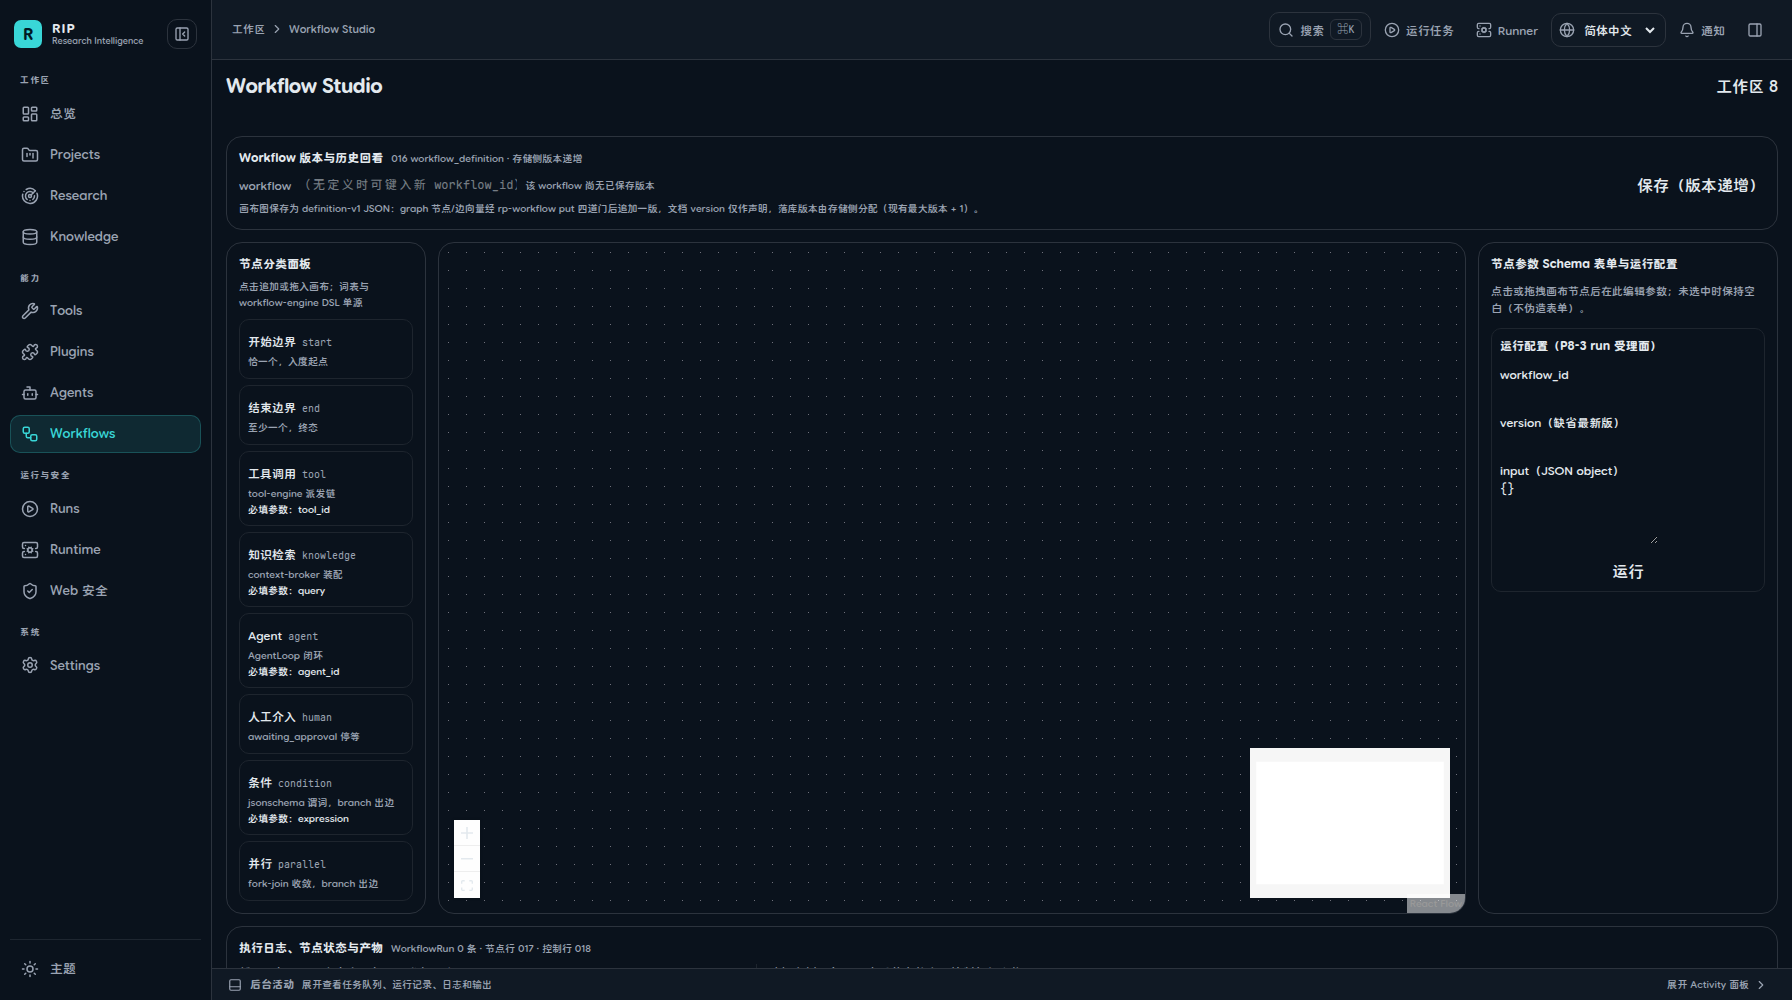 R
RIP
Research Intelligence
工作区
总览
Projects
Research
Knowledge
能力
Tools
Plugins
Agents
Workflows
运行与安全
Runs
Runtime
Web 安全
系统
Settings
主题
工作区 > Workflow Studio
搜索 ⌘K
运行任务
Runner
简体中文
通知
Workflow Studio
工作区 8
Workflow 版本与历史回看 016 workflow_definition · 存储侧版本递增
workflow （无定义时可键入新 workflow_id） 该 workflow 尚无已保存版本
保存（版本递增）
画布图保存为 definition-v1 JSON：graph 节点/边向量经 rp-workflow put 四道门后追加一版，文档 version 仅作声明，落库版本由存储侧分配（现有最大版本 + 1）。
节点分类面板
点击追加或拖入画布；词表与
workflow-engine DSL 单源
开始边界 start
恰一个，入度起点
结束边界 end
至少一个，终态
工具调用 tool
tool-engine 派发链
必填参数：tool_id
知识检索 knowledge
context-broker 装配
必填参数：query
Agent agent
AgentLoop 闭环
必填参数：agent_id
人工介入 human
awaiting_approval 停等
条件 condition
jsonschema 谓词，branch 出边
必填参数：expression
并行 parallel
fork-join 收敛，branch 出边
节点参数 Schema 表单与运行配置
点击或拖拽画布节点后在此编辑参数；未选中时保持空
白（不伪造表单）。
运行配置（P8-3 run 受理面）
workflow_id
version（缺省最新版）
input（JSON object）
{}
运行
执行日志、节点状态与产物 WorkflowRun 0 条 · 节点行 017 · 控制行 018
后台活动 展开查看任务队列、运行记录、日志和输出
展开 Activity 面板